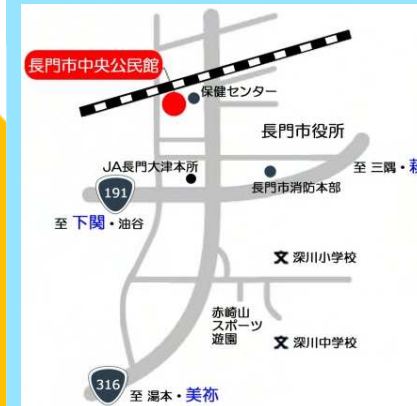 長門市中央公民館
保健センター
長門市役所
JA長門大津本所
至 三隅・萩
191
長門市消防本部
至 下関・油谷
深川小学校
赤崎山
スポーツ
遊園
深川中学校
316
至 湯本・美祢